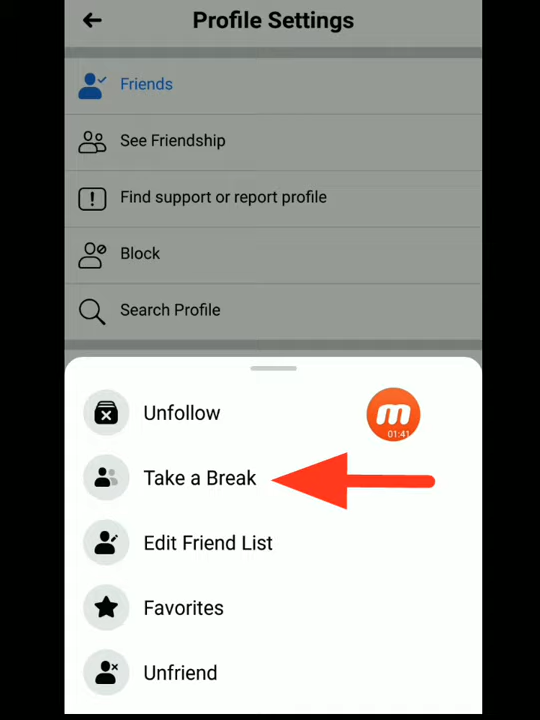 Profile Settings
Friends
See Friendship
Find support or report profile
Block
Search Profile
Unfollow
01:41
Take a Break
Edit Friend List
Favorites
Unfriend